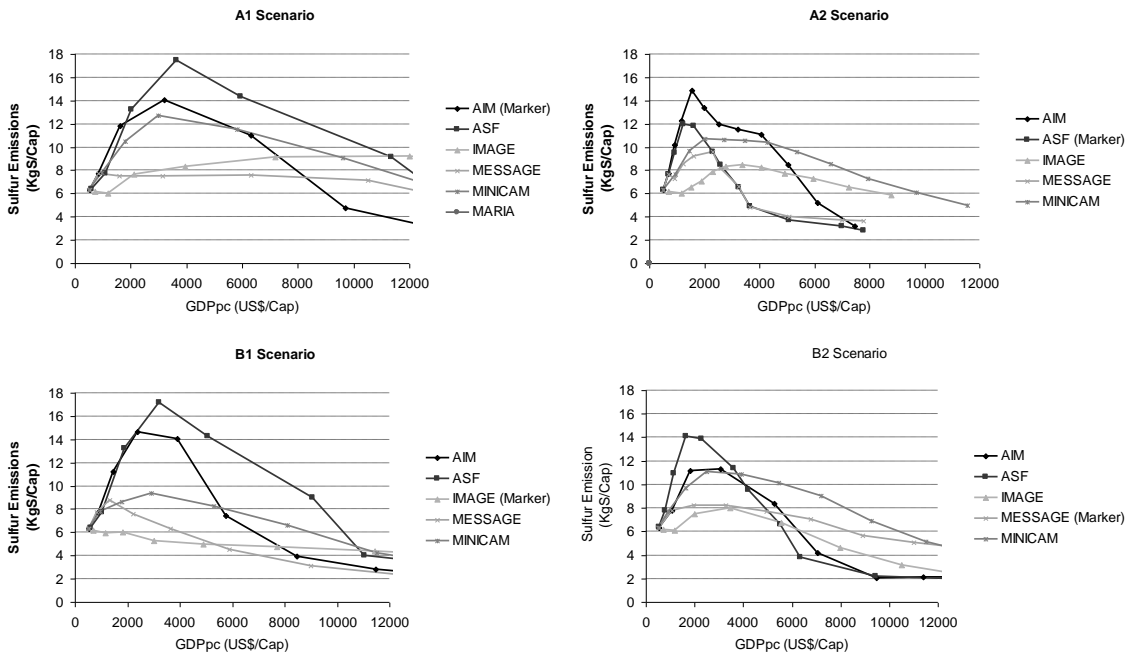 A1 Scenario
Sulfur Emissions
(KgS/Cap)
18
16
14
12
10
8
6
4
2
0
0 2000 4000 6000 8000 10000 12000
GDPpc (US$/Cap)
AIM (Marker)
ASF
IMAGE
MESSAGE
MINICAM
MARIA
A2 Scenario
Sulfur Emissions
(KgS/Cap)
18
16
14
12
10
8
6
4
2
0
0 2000 4000 6000 8000 10000 12000
GDPpc (US$/Cap)
AIM
ASF (Marker)
IMAGE
MESSAGE
MINICAM
B1 Scenario
Sulfur Emissions
(KgS/Cap)
18
16
14
12
10
8
6
4
2
0
0 2000 4000 6000 8000 10000 12000
GDPpc (US$/Cap)
AIM
ASF
IMAGE (Marker)
MESSAGE
MINICAM
B2 Scenario
Sulfur Emission
(KgS/Cap)
18
16
14
12
10
8
6
4
2
0
0 2000 4000 6000 8000 10000 12000
GDPpc (US$/Cap)
AIM
ASF
IMAGE
MESSAGE (Marker)
MINICAM